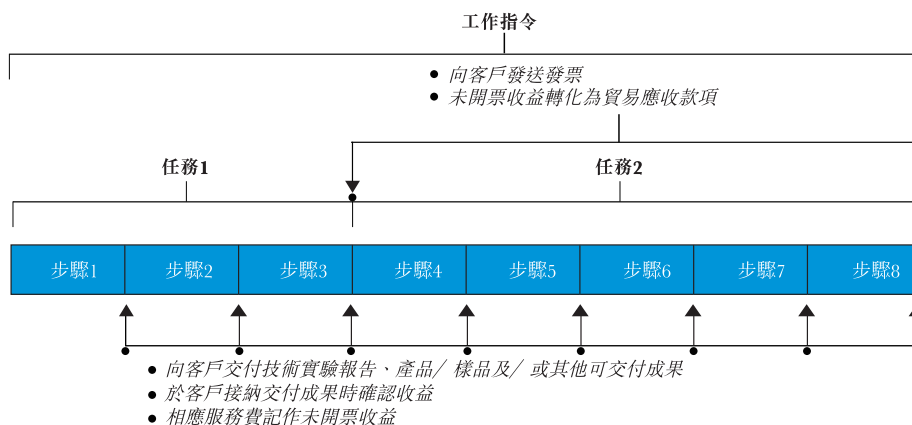 工作指令
向客戶發送發票
未開票收益轉化為貿易應收款項
任務1
任務2
步驟1
步驟2
步驟3
步驟4
步驟5
步驟6
步驟7
步驟8
向客戶交付技術實驗報告、產品/ 樣品及/ 或其他可交付成果
於客戶接納交付成果時確認收益
相應服務費記作未開票收益